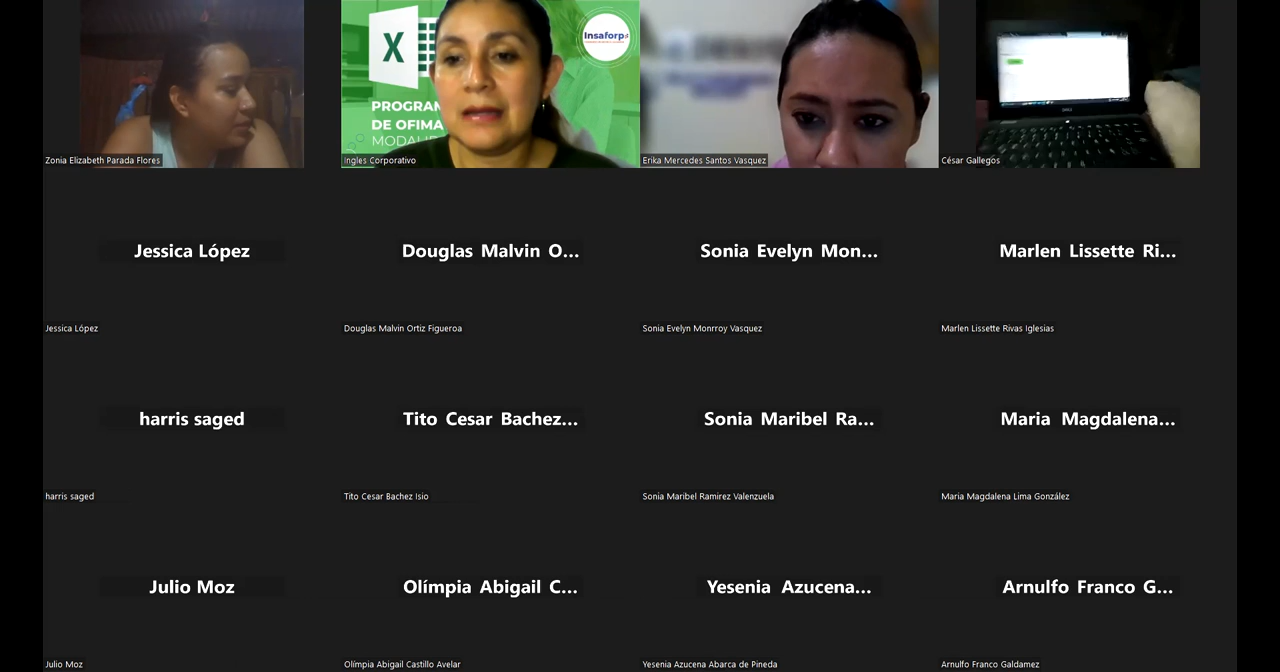 X
Insaforp
PROGRAM
DE OFIMA
MODALI
Zonia Elizabeth Parada Flores
Ingles Corporativo
Erika Mercedes Santos Vasquez
César Gallegos
DELL
Jessica López
Douglas Malvin O...
Sonia Evelyn Mon...
Marlen Lissette Ri...
Jessica López
Douglas Malvin Ortiz Figueroa
Sonia Evelyn Monrroy Vasquez
Marlen Lissette Rivas Iglesias
harris saged
Tito Cesar Bachez...
Sonia Maribel Ra...
Maria Magdalena...
harris saged
Tito Cesar Bachez Isio
Sonia Maribel Ramirez Valenzuela
Maria Magdalena Lima González
Julio Moz
Olímpia Abigail C...
Yesenia Azucena...
Arnulfo Franco G...
Julio Moz
Olímpia Abigail Castillo Avelar
Yesenia Azucena Abarca de Pineda
Arnulfo Franco Galdamez